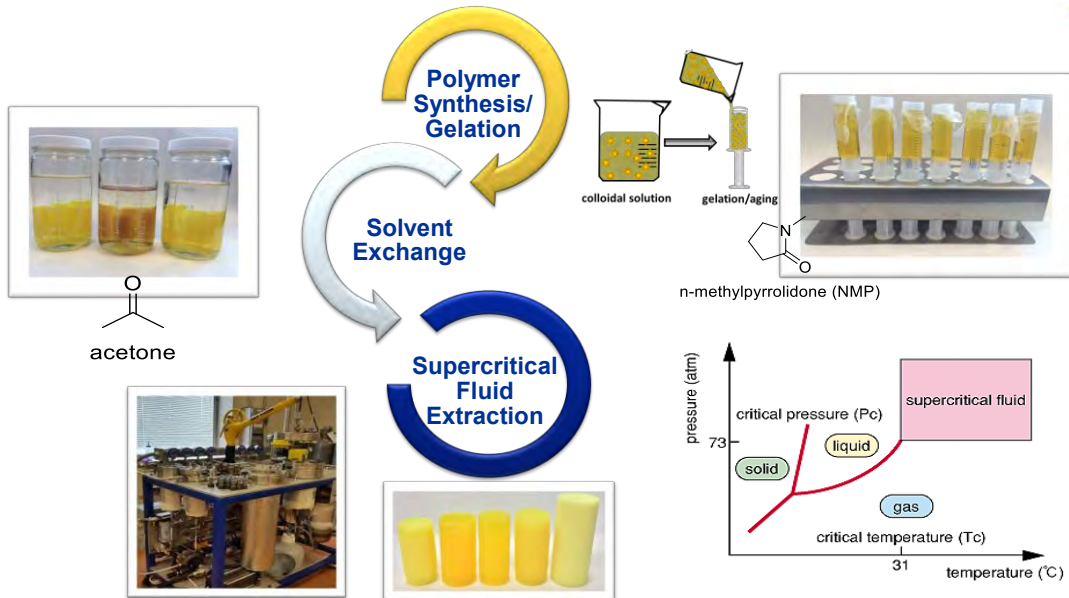 Polymer
Synthesis/
Gelation
colloidal solution
gelation/aging
N
O
n-methylpyrrolidone (NMP)
Solvent
Exchange
O
acetone
Supercritical
Fluid
Extraction
pressure (atm)
critical pressure (Pc)
supercritical fluid
73
liquid
solid
gas
critical temperature (Tc)
31
temperature (℃)